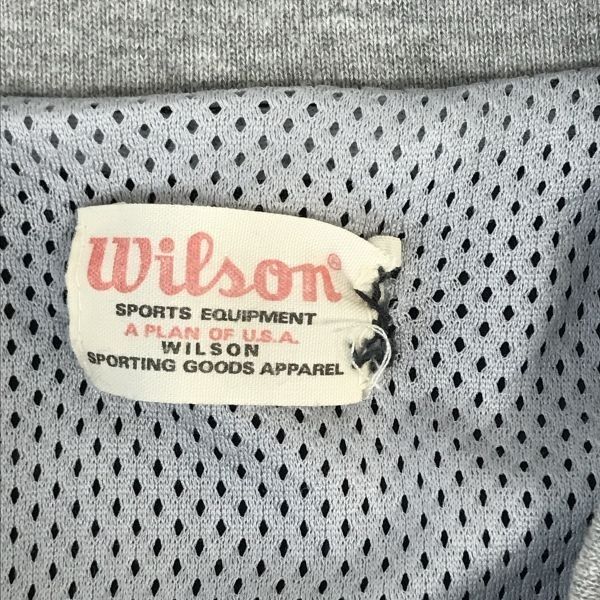 Wilson®
SPORTS EQUIPMENT
A PLAN OF U.S.A.
WILSON
SPORTING GOODS APPAREL